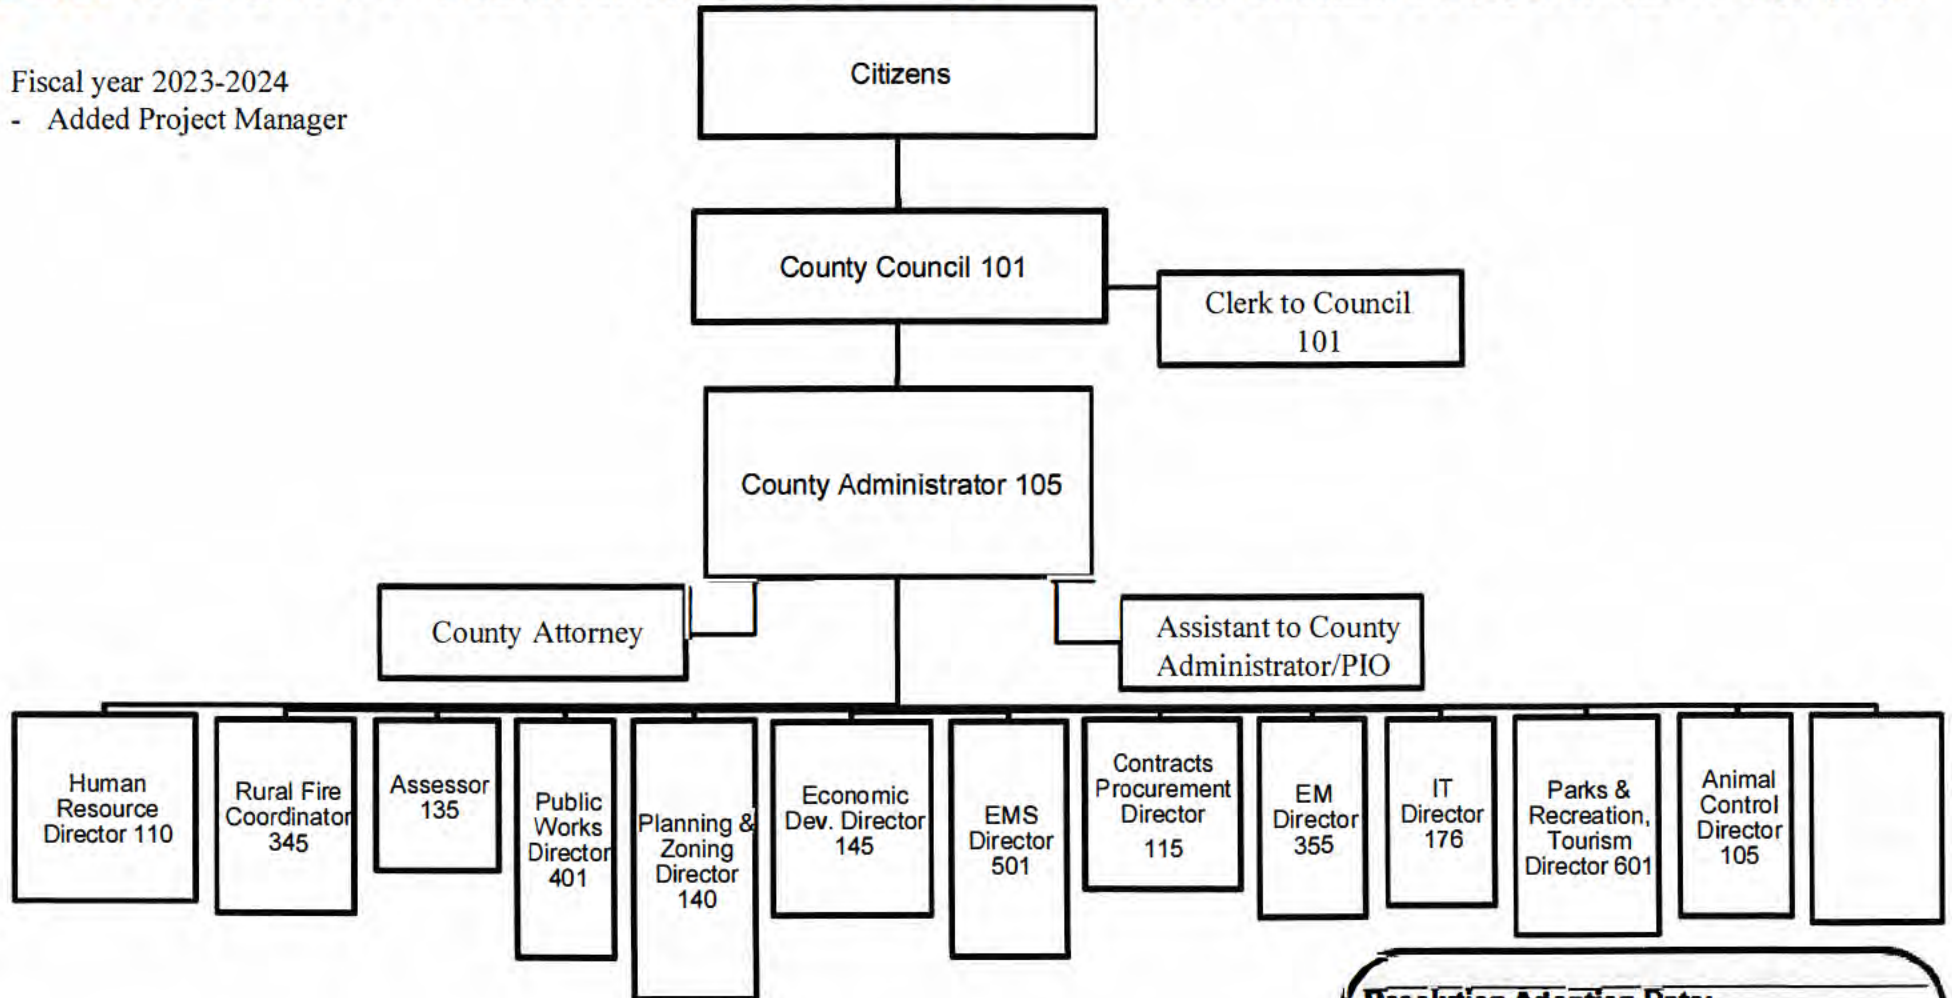 Fiscal year 2023-2024
- Added Project Manager
Citizens
County Council 101
Clerk to Council
101
County Administrator 105
County Attorney
Assistant to County
Administrator/PIO
Human
Resource
Director 110
Rural Fire
Coordinator
345
Assessor
135
Public
Works
Director
401
Planning &
Zoning
Director
140
Economic
Dev. Director
145
EMS
Director
501
Contracts
Procurement
Director
115
EM
Director
355
IT
Director
176
Parks &
Recreation,
Tourism
Director 601
Animal
Control
Director
105
Resolution Adoption Date: